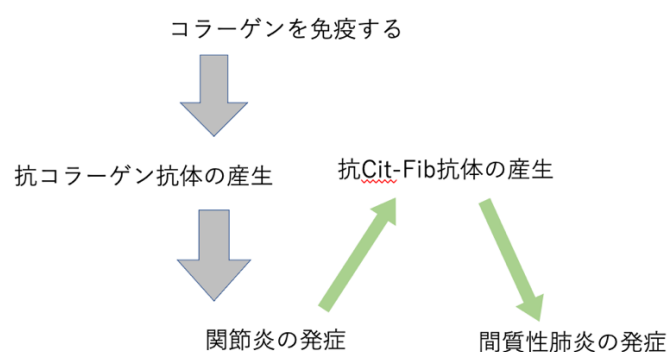 コラーゲンを免疫する
抗コラーゲン抗体の産生
抗Cit-Fib抗体の産生
関節炎の発症
間質性肺炎の発症